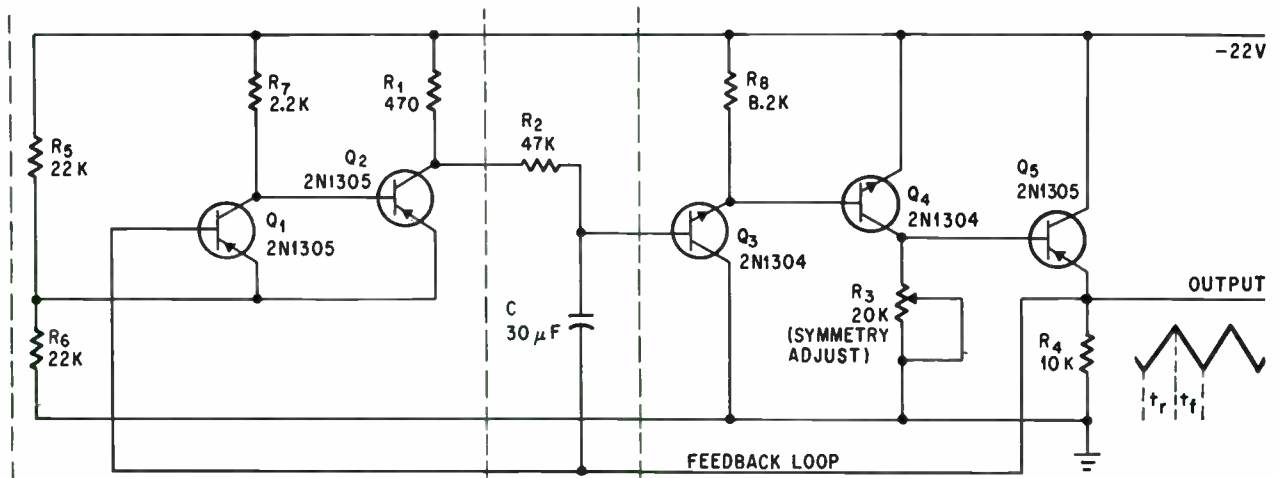 -22V
R7
2.2K
R1
470
R8
8.2K
R2
47K
R5
22K
Q2
2N1305
Q5
2N1305
Q4
2N1304
Q1
2N1305
Q3
2N1304
OUTPUT
R3
20K
(SYMMETRY
ADJUST)
C
30 μF
R6
22K
R4
10K
tr
tf
FEEDBACK LOOP